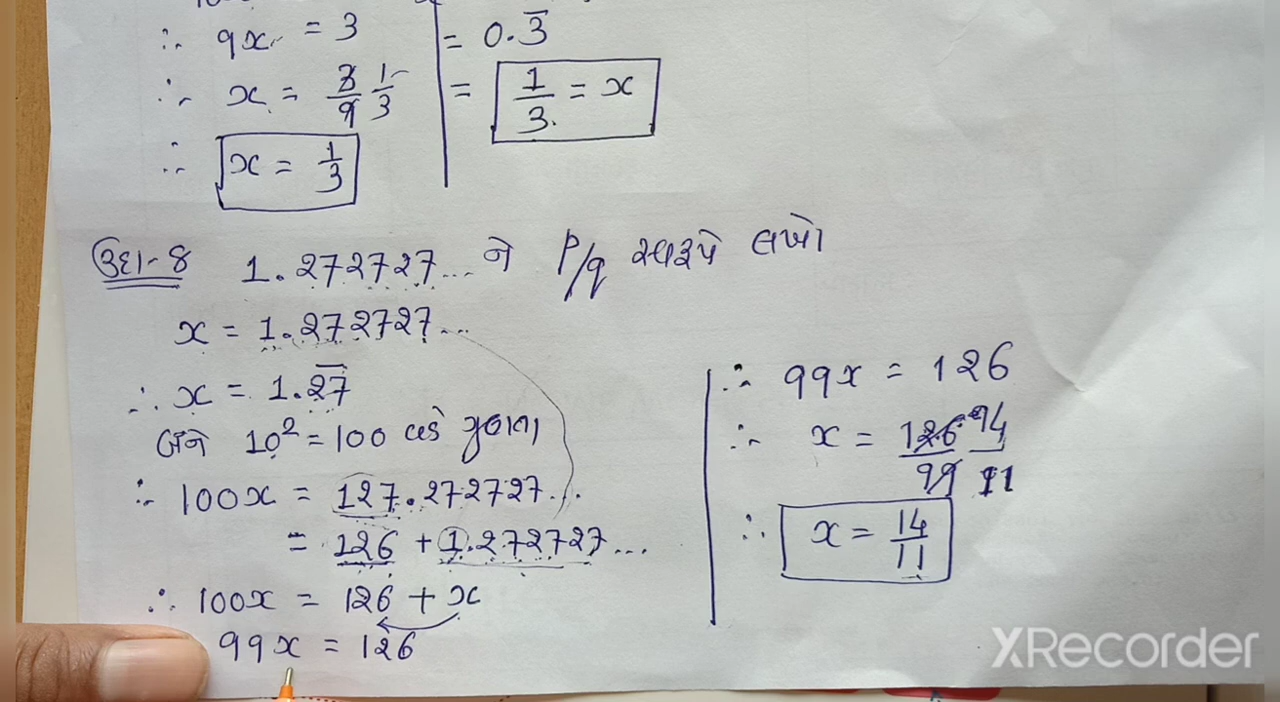 ∴ 9x = 3
∴ x = 3/9 1/3
∴ x = 1/3
= 0.3̅
= 1/3 = x
ઉદા-8 1.272727... ને P/q સ્વરૂપે લખો
x = 1.272727...
∴ x = 1.2̅7̅
બંને 10² = 100 વડે ગુણતા
∴ 100x = 127.272727...
= 126 + 1.272727...
∴ 100x = 126 + x
99x = 126
∴ 99x = 126
∴ x = 126/99 14/11
∴ x = 14/11
XRecorder